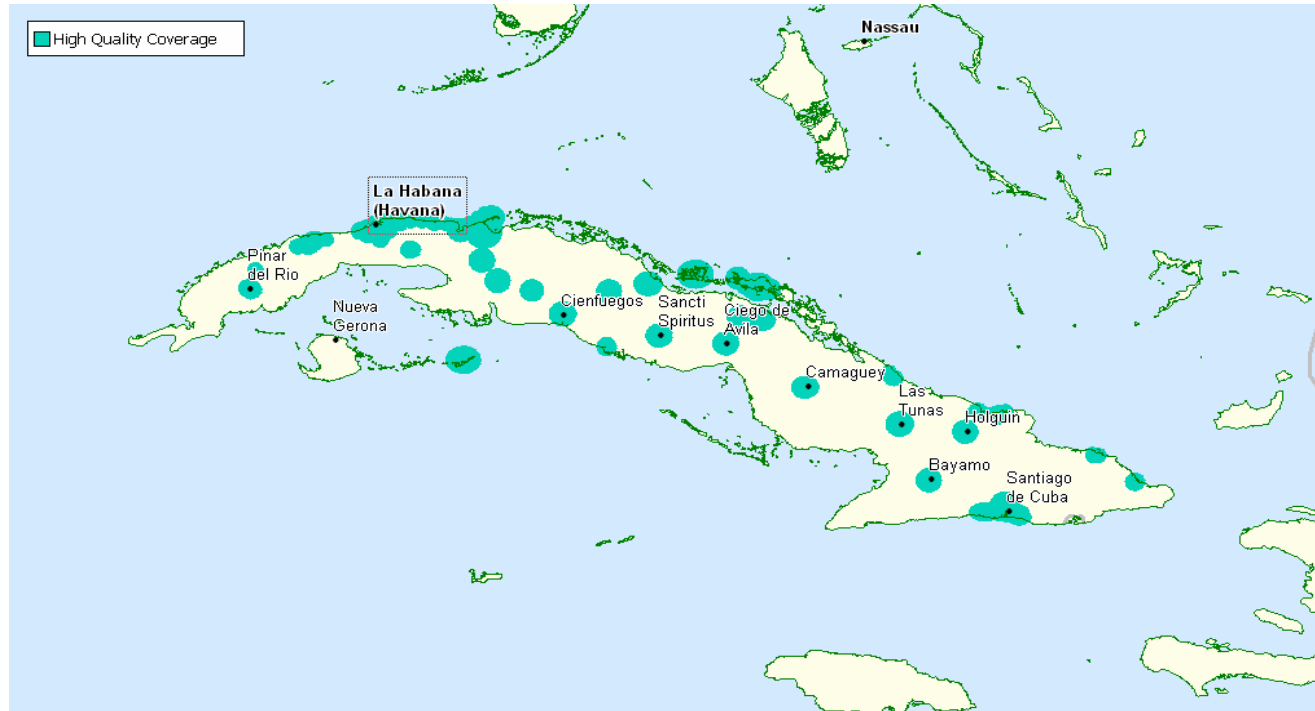 High Quality Coverage
Nassau
La Habana
(Havana)
Pinar
del Rio
Nueva
Gerona
Cienfuegos
Sancti
Spiritus
Ciego de
Avila
Camaguey
Las
Tunas
Holguin
Bayamo
Santiago
de Cuba